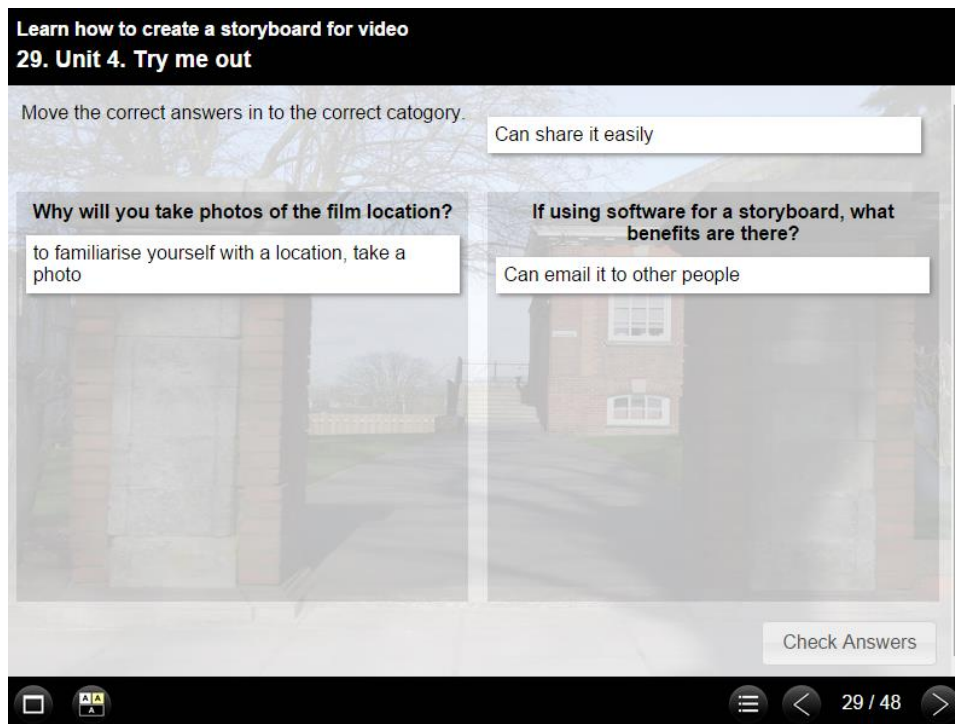 Learn how to create a storyboard for video
29. Unit 4. Try me out
Move the correct answers in to the correct catogory.
Can share it easily
Why will you take photos of the film location?
to familiarise yourself with a location, take a
photo
If using software for a storyboard, what
benefits are there?
Can email it to other people
Check Answers
A A
A
29 / 48